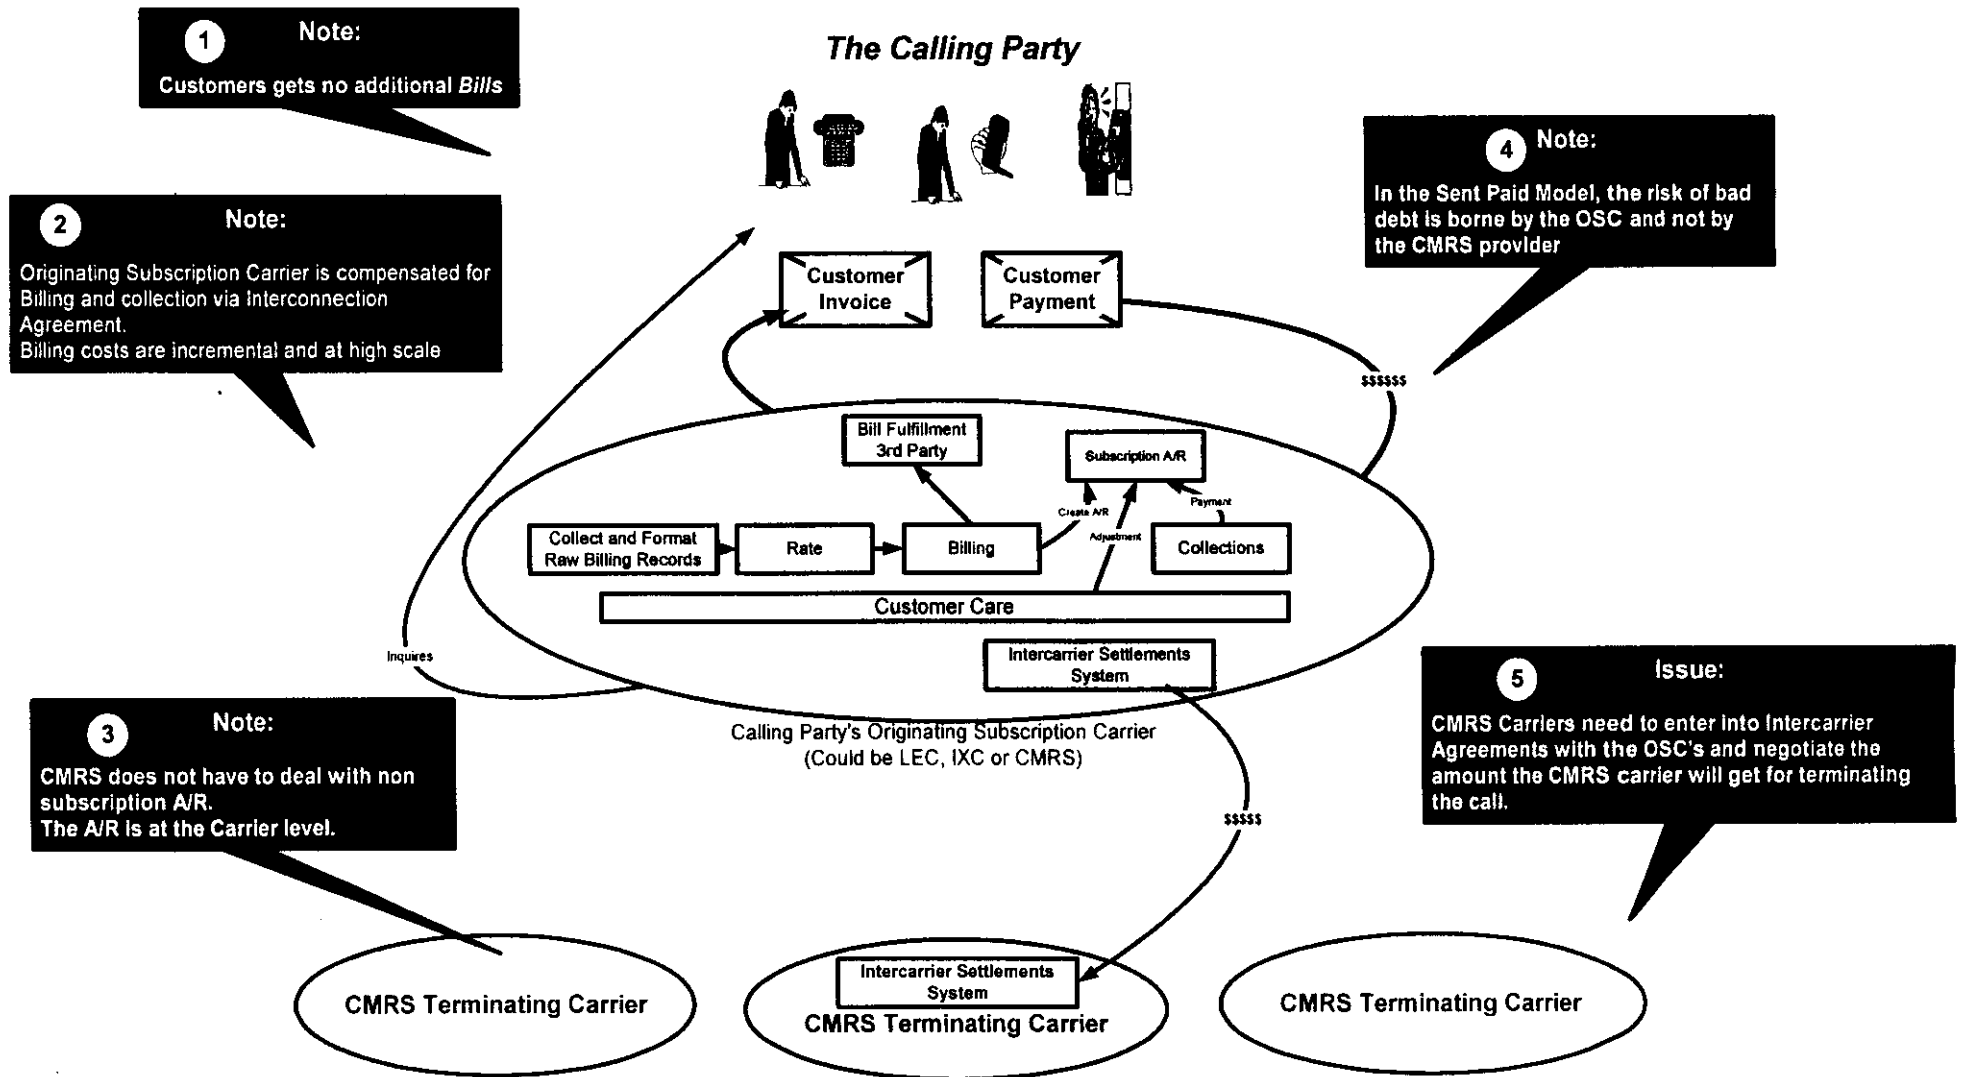 1
Note:
Customers gets no additional Bills
The Calling Party
4
Note:
In the Sent Paid Model, the risk of bad
debt is borne by the OSC and not by
the CMRS provider
2
Note:
Originating Subscription Carrier is compensated for
Billing and collection via Interconnection
Agreement.
Billing costs are incremental and at high scale
Customer
Invoice
Customer
Payment
$$$$$$
Bill Fulfillment
3rd Party
Subscription A/R
Create A/R
Adjustment
Payment
Collect and Format
Raw Billing Records
Rate
Billing
Collections
Customer Care
Inquires
Intercarrier Settlements
System
Calling Party's Originating Subscription Carrier
(Could be LEC, IXC or CMRS)
3
Note:
CMRS does not have to deal with non
subscription A/R.
The A/R is at the Carrier level.
5
Issue:
CMRS Carriers need to enter into Intercarrier
Agreements with the OSC's and negotiate the
amount the CMRS carrier will get for terminating
the call.
$$$$$
CMRS Terminating Carrier
Intercarrier Settlements
System
CMRS Terminating Carrier
CMRS Terminating Carrier